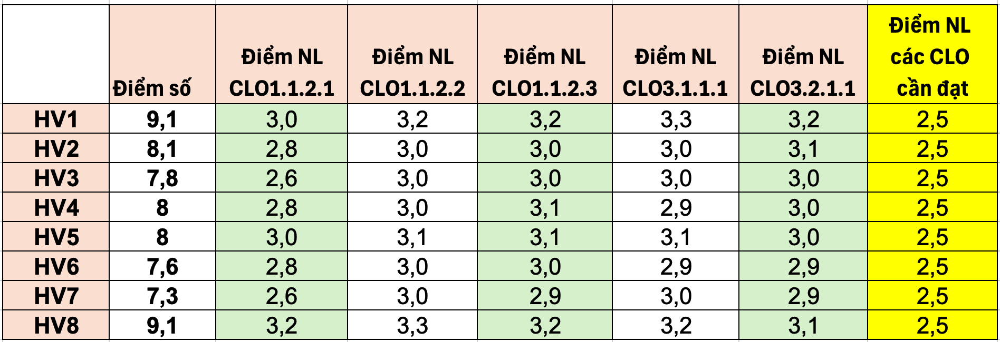 Điểm số	Điểm NL CLO1.1.2.1	Điểm NL CLO1.1.2.2	Điểm NL CLO1.1.2.3	Điểm NL CLO3.1.1.1	Điểm NL CLO3.2.1.1	Điểm NL các CLO cần đạt
HV1	9,1	3,0	3,2	3,2	3,3	3,2	2,5
HV2	8,1	2,8	3,0	3,0	3,0	3,1	2,5
HV3	7,8	2,6	3,0	3,0	3,0	3,0	2,5
HV4	8	2,8	3,0	3,1	2,9	3,0	2,5
HV5	8	3,0	3,1	3,1	3,1	3,0	2,5
HV6	7,6	2,8	3,0	3,0	2,9	2,9	2,5
HV7	7,3	2,6	3,0	2,9	3,0	2,9	2,5
HV8	9,1	3,2	3,3	3,2	3,2	3,1	2,5